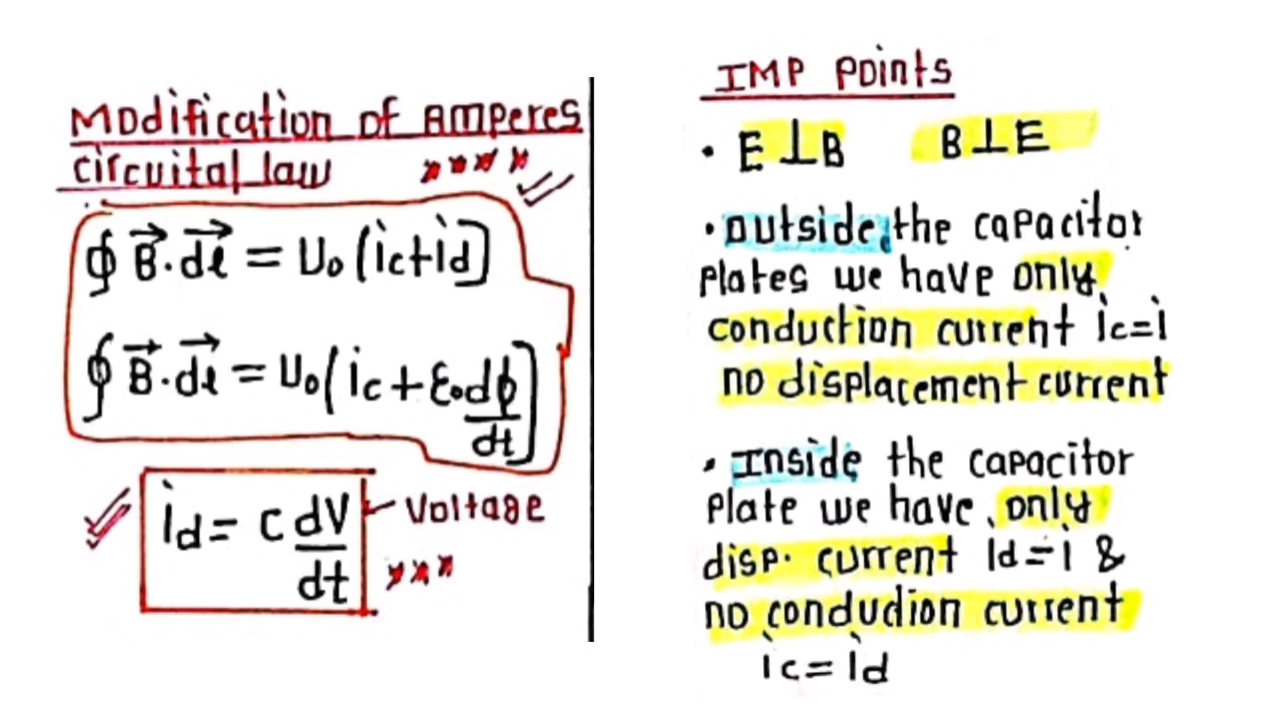 Modification of Amperes
circuital law
∮ B⃗.dl⃗ = U₀(ic+id)
∮ B⃗.dl⃗ = U₀(ic + ε₀dϕ/dt)
id = C dV/dt Voltage
IMP Points
• E⊥B B⊥E
• outside, the capacitor
Plates we have only
conduction current ic=i
no displacement current
• Inside the capacitor
Plate we have only
disp. current id=i &
no condudion current
ic = id